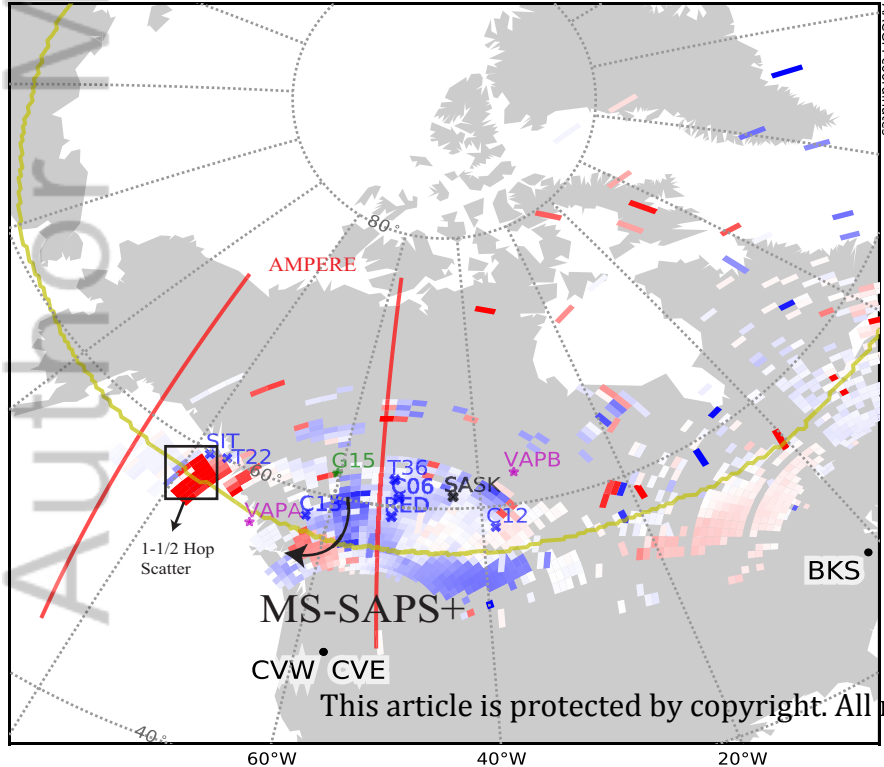 Author M
80°
AMPERE
SIT
T22
60°
G15
T36
VAPB
C06
SASK
VAPA
C13
RED
C12
1-1/2 Hop
Scatter
BKS
MS-SAPS+
CVW
CVE
This article is protected by copyright. All
40°
60°W
40°W
20°W